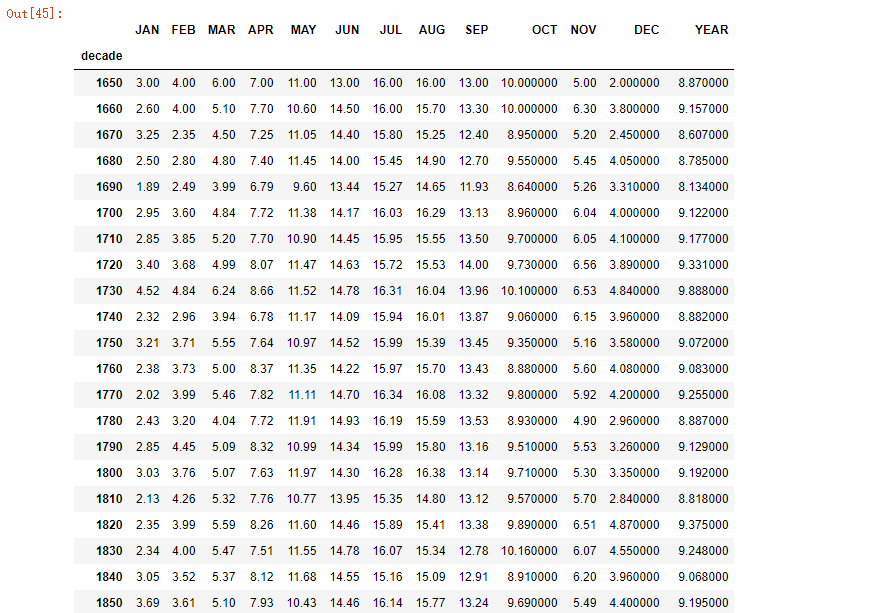 Out[45]:
JAN FEB MAR APR MAY JUN JUL AUG SEP OCT NOV DEC YEAR
decade
1650 3.00 4.00 6.00 7.00 11.00 13.00 16.00 16.00 13.00 10.000000 5.00 2.000000 8.870000
1660 2.60 4.00 5.10 7.70 10.60 14.50 16.00 15.70 13.30 10.000000 6.30 3.800000 9.157000
1670 3.25 2.35 4.50 7.25 11.05 14.40 15.80 15.25 12.40 8.950000 5.20 2.450000 8.607000
1680 2.50 2.80 4.80 7.40 11.45 14.00 15.45 14.90 12.70 9.550000 5.45 4.050000 8.785000
1690 1.89 2.49 3.99 6.79 9.60 13.44 15.27 14.65 11.93 8.640000 5.26 3.310000 8.134000
1700 2.95 3.60 4.84 7.72 11.38 14.17 16.03 16.29 13.13 8.960000 6.04 4.000000 9.122000
1710 2.85 3.85 5.20 7.70 10.90 14.45 15.95 15.55 13.50 9.700000 6.05 4.100000 9.177000
1720 3.40 3.68 4.99 8.07 11.47 14.63 15.72 15.53 14.00 9.730000 6.56 3.890000 9.331000
1730 4.52 4.84 6.24 8.66 11.52 14.78 16.31 16.04 13.96 10.100000 6.53 4.840000 9.888000
1740 2.32 2.96 3.94 6.78 11.17 14.09 15.94 16.01 13.87 9.060000 6.15 3.960000 8.882000
1750 3.21 3.71 5.55 7.64 10.97 14.52 15.99 15.39 13.45 9.350000 5.16 3.580000 9.072000
1760 2.38 3.73 5.00 8.37 11.35 14.22 15.97 15.70 13.43 8.880000 5.60 4.080000 9.083000
1770 2.02 3.99 5.46 7.82 11.11 14.70 16.34 16.08 13.32 9.800000 5.92 4.200000 9.255000
1780 2.43 3.20 4.04 7.72 11.91 14.93 16.19 15.59 13.53 8.930000 4.90 2.960000 8.887000
1790 2.85 4.45 5.09 8.32 10.99 14.34 15.99 15.80 13.16 9.510000 5.53 3.260000 9.129000
1800 3.03 3.76 5.07 7.63 11.97 14.30 16.28 16.38 13.14 9.710000 5.30 3.350000 9.192000
1810 2.13 4.26 5.32 7.76 10.77 13.95 15.35 14.80 13.12 9.570000 5.70 2.840000 8.818000
1820 2.35 3.99 5.59 8.26 11.60 14.46 15.89 15.41 13.38 9.890000 6.51 4.870000 9.375000
1830 2.34 4.00 5.47 7.51 11.55 14.78 16.07 15.34 12.78 10.160000 6.07 4.550000 9.248000
1840 3.05 3.52 5.37 8.12 11.68 14.55 15.16 15.09 12.91 8.910000 6.20 3.960000 9.068000
1850 3.69 3.61 5.10 7.93 10.43 14.46 16.14 15.77 13.24 9.690000 5.49 4.400000 9.195000